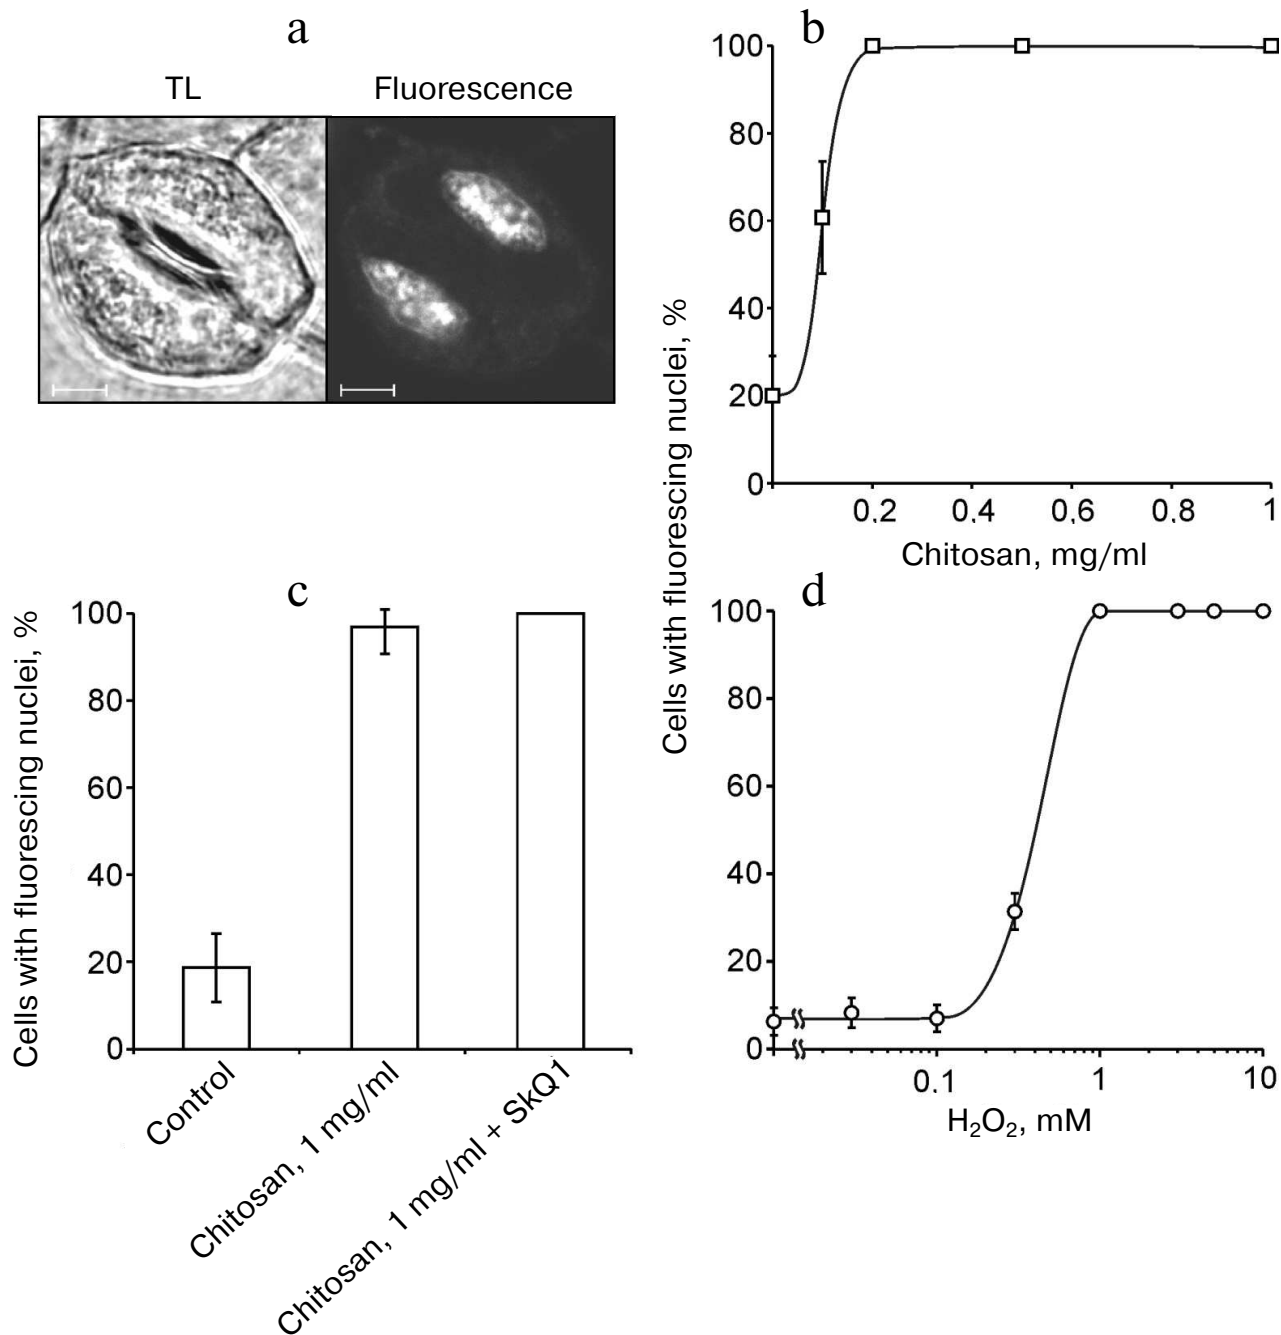 a
TL Fluorescence
b
100
80
60
40
20
0
0.2 0.4 0.6 0.8 1
Chitosan, mg/ml
Cells with fluorescing nuclei, %
c
100
80
60
40
20
0
Cells with fluorescing nuclei, %
Control
Chitosan, 1 mg/ml
Chitosan, 1 mg/ml + SkQ1
d
100
80
60
40
20
0
0.1 1 10
H₂O₂, mM